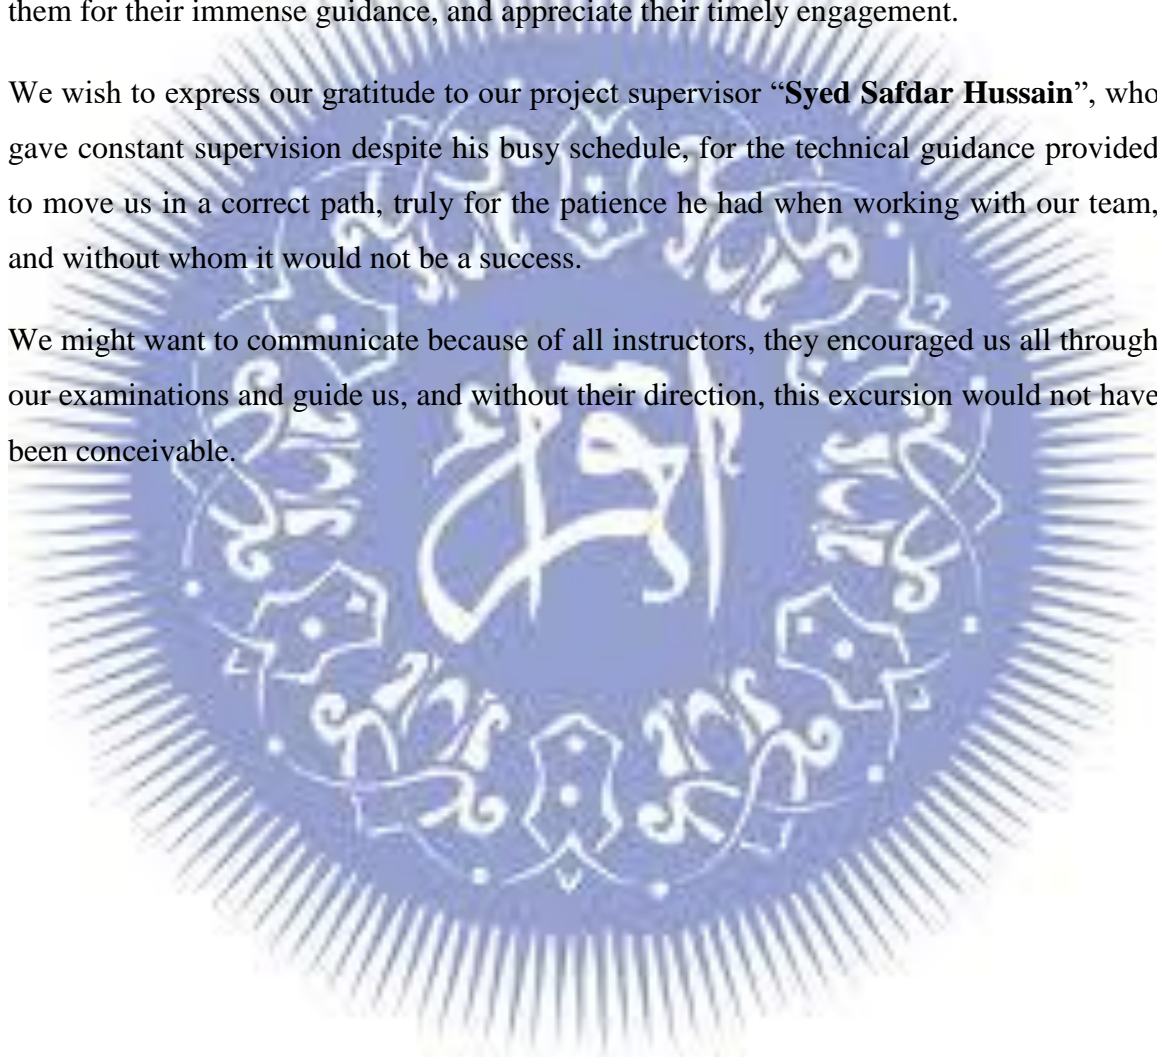 them for their immense guidance, and appreciate their timely engagement.
We wish to express our gratitude to our project supervisor “Syed Safdar Hussain”, who
gave constant supervision despite his busy schedule, for the technical guidance provided
to move us in a correct path, truly for the patience he had when working with our team,
and without whom it would not be a success.
We might want to communicate because of all instructors, they encouraged us all through
our examinations and guide us, and without their direction, this excursion would not have
been conceivable.